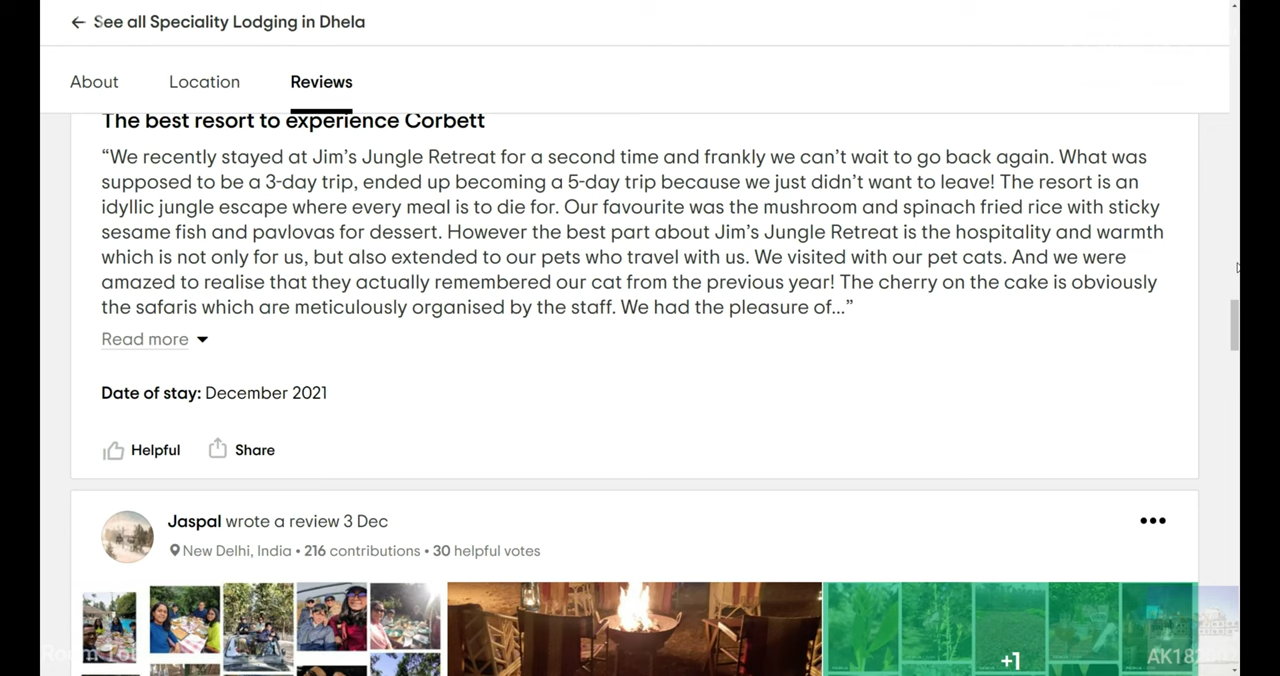 ← See all Speciality Lodging in Dhela
About Location Reviews
The best resort to experience Corbett
“We recently stayed at Jim’s Jungle Retreat for a second time and frankly we can’t wait to go back again. What was
supposed to be a 3-day trip, ended up becoming a 5-day trip because we just didn’t want to leave! The resort is an
idyllic jungle escape where every meal is to die for. Our favourite was the mushroom and spinach fried rice with sticky
sesame fish and pavlovas for dessert. However the best part about Jim’s Jungle Retreat is the hospitality and warmth
which is not only for us, but also extended to our pets who travel with us. We visited with our pet cats. And we were
amazed to realise that they actually remembered our cat from the previous year! The cherry on the cake is obviously
the safaris which are meticulously organised by the staff. We had the pleasure of...”
Read more
Date of stay: December 2021
Helpful Share
Jaspal wrote a review 3 Dec
New Delhi, India • 216 contributions • 30 helpful votes
+1